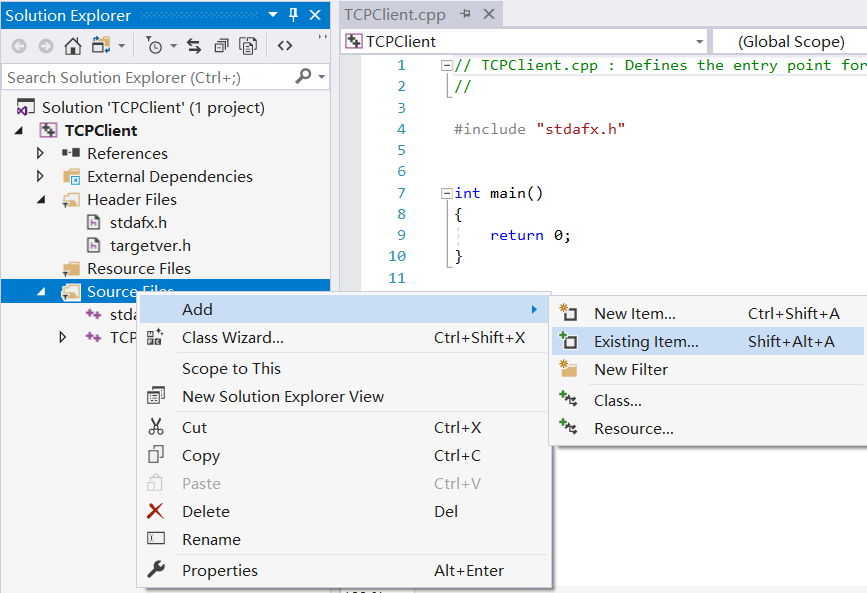 Solution Explorer
Search Solution Explorer (Ctrl+;)
Solution 'TCPClient' (1 project)
TCPClient
References
External Dependencies
Header Files
stdafx.h
targetver.h
Resource Files
Source Files
TCPClient.cpp
TCPClient
(Global Scope)
1 // TCPClient.cpp : Defines the entry point for
2 //
3
4 #include "stdafx.h"
5
6
7 int main()
8 {
9 return 0;
10 }
11
Add
Class Wizard... Ctrl+Shift+X
Scope to This
New Solution Explorer View
Cut Ctrl+X
Copy Ctrl+C
Paste Ctrl+V
Delete Del
Rename
Properties Alt+Enter
New Item... Ctrl+Shift+A
Existing Item... Shift+Alt+A
New Filter
Class...
Resource...